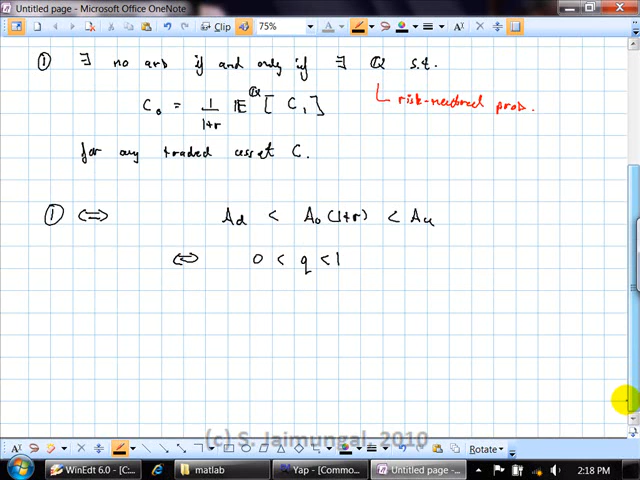 Untitled page - Microsoft Office OneNote
75%
① ∃ no arb if and only if ∃ Q s.t.
C₀ = 1/(1+r) 𝔼^Q [ C₁ ]
risk-neutral prob.
for any traded asset C.
① ⟺ A_d < A₀(1+r) < A_u
⟺ 0 < q < 1
(c) S. Jaimungal, 2010
Rotate
WinEdt 6.0 - [C:...
matlab
Yap - [Commo...
Untitled page - ...
2:18 PM